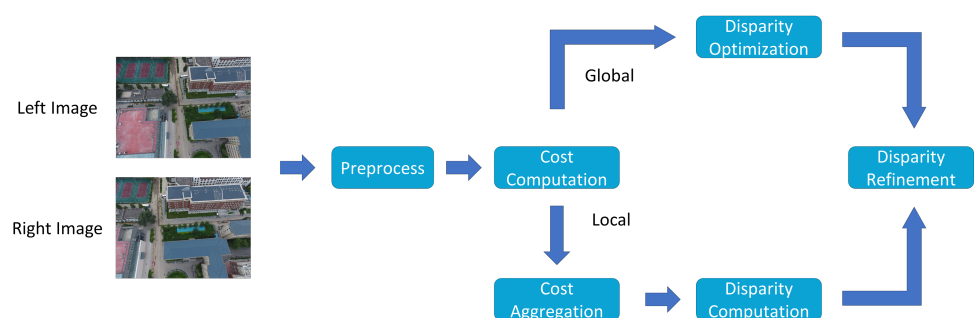 Left Image
Right Image
Preprocess
Cost
Computation
Global
Disparity
Optimization
Local
Cost
Aggregation
Disparity
Computation
Disparity
Refinement